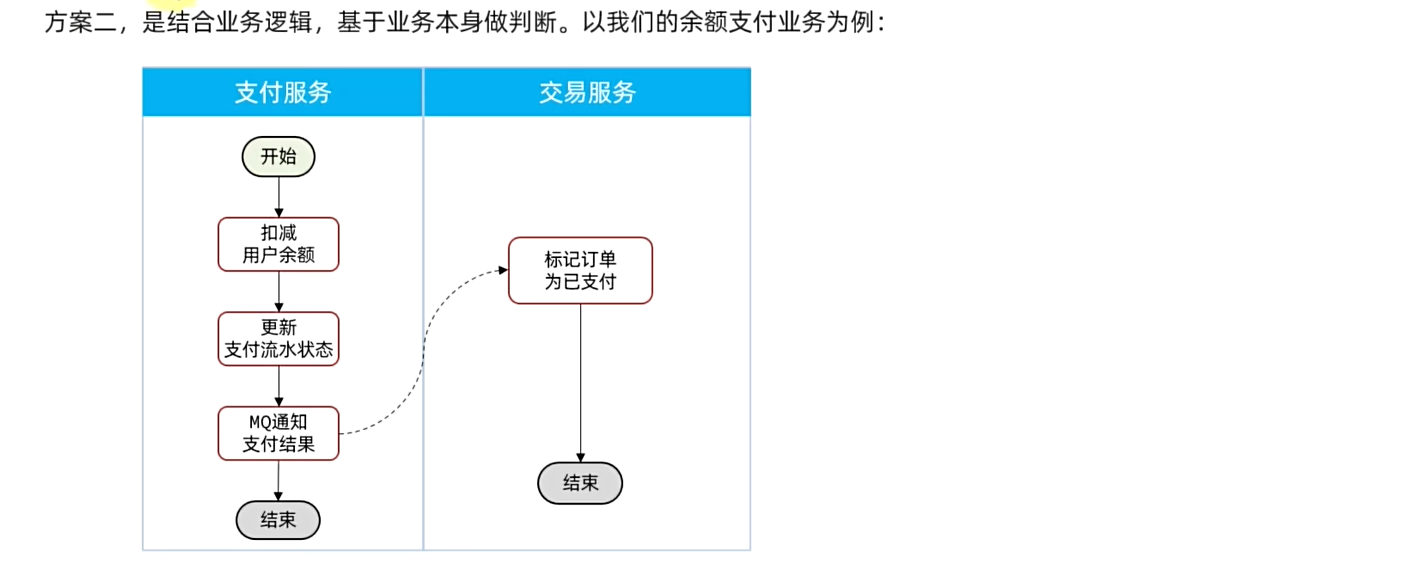 方案二，是结合业务逻辑，基于业务本身做判断。以我们的余额支付业务为例：
支付服务
交易服务
开始
扣减
用户余额
更新
支付流水状态
MQ通知
支付结果
结束
标记订单
为已支付
结束